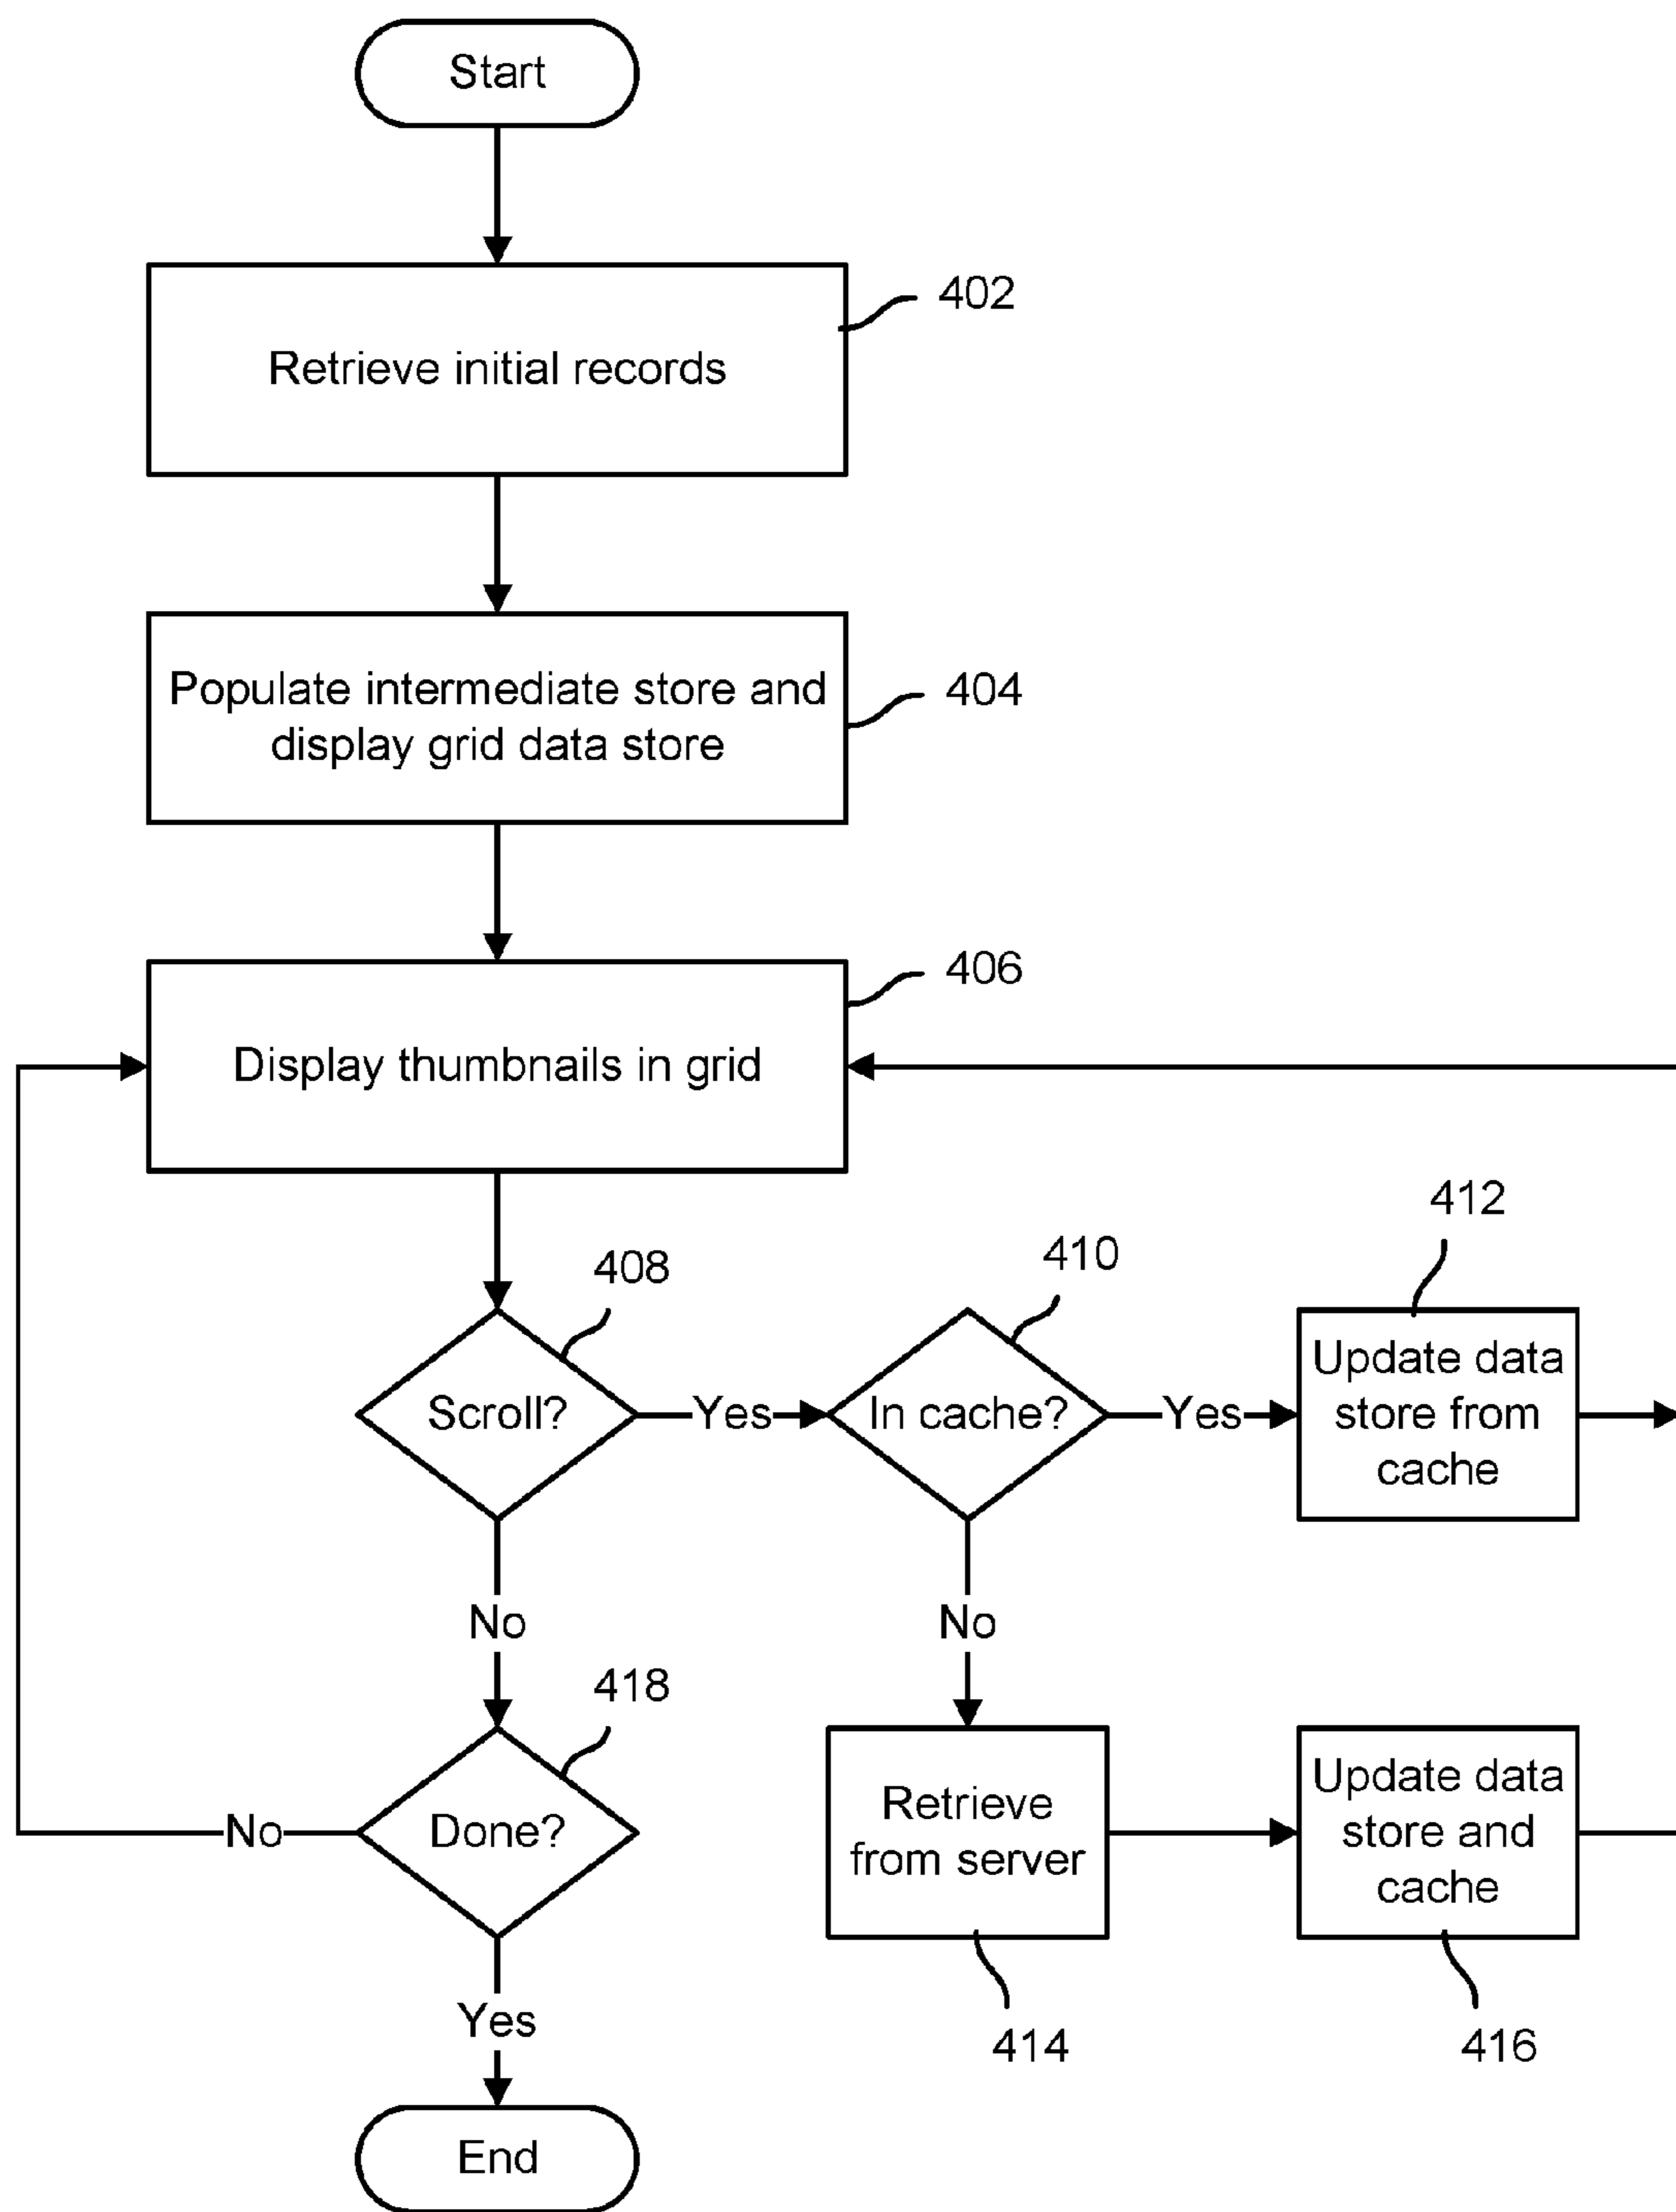 Start
402
Retrieve initial records
Populate intermediate store and
display grid data store
404
406
Display thumbnails in grid
408
410
412
Scroll?
Yes
In cache?
Yes
Update data
store from
cache
No
No
418
Done?
No
Retrieve
from server
Update data
store and
cache
Yes
414
416
End